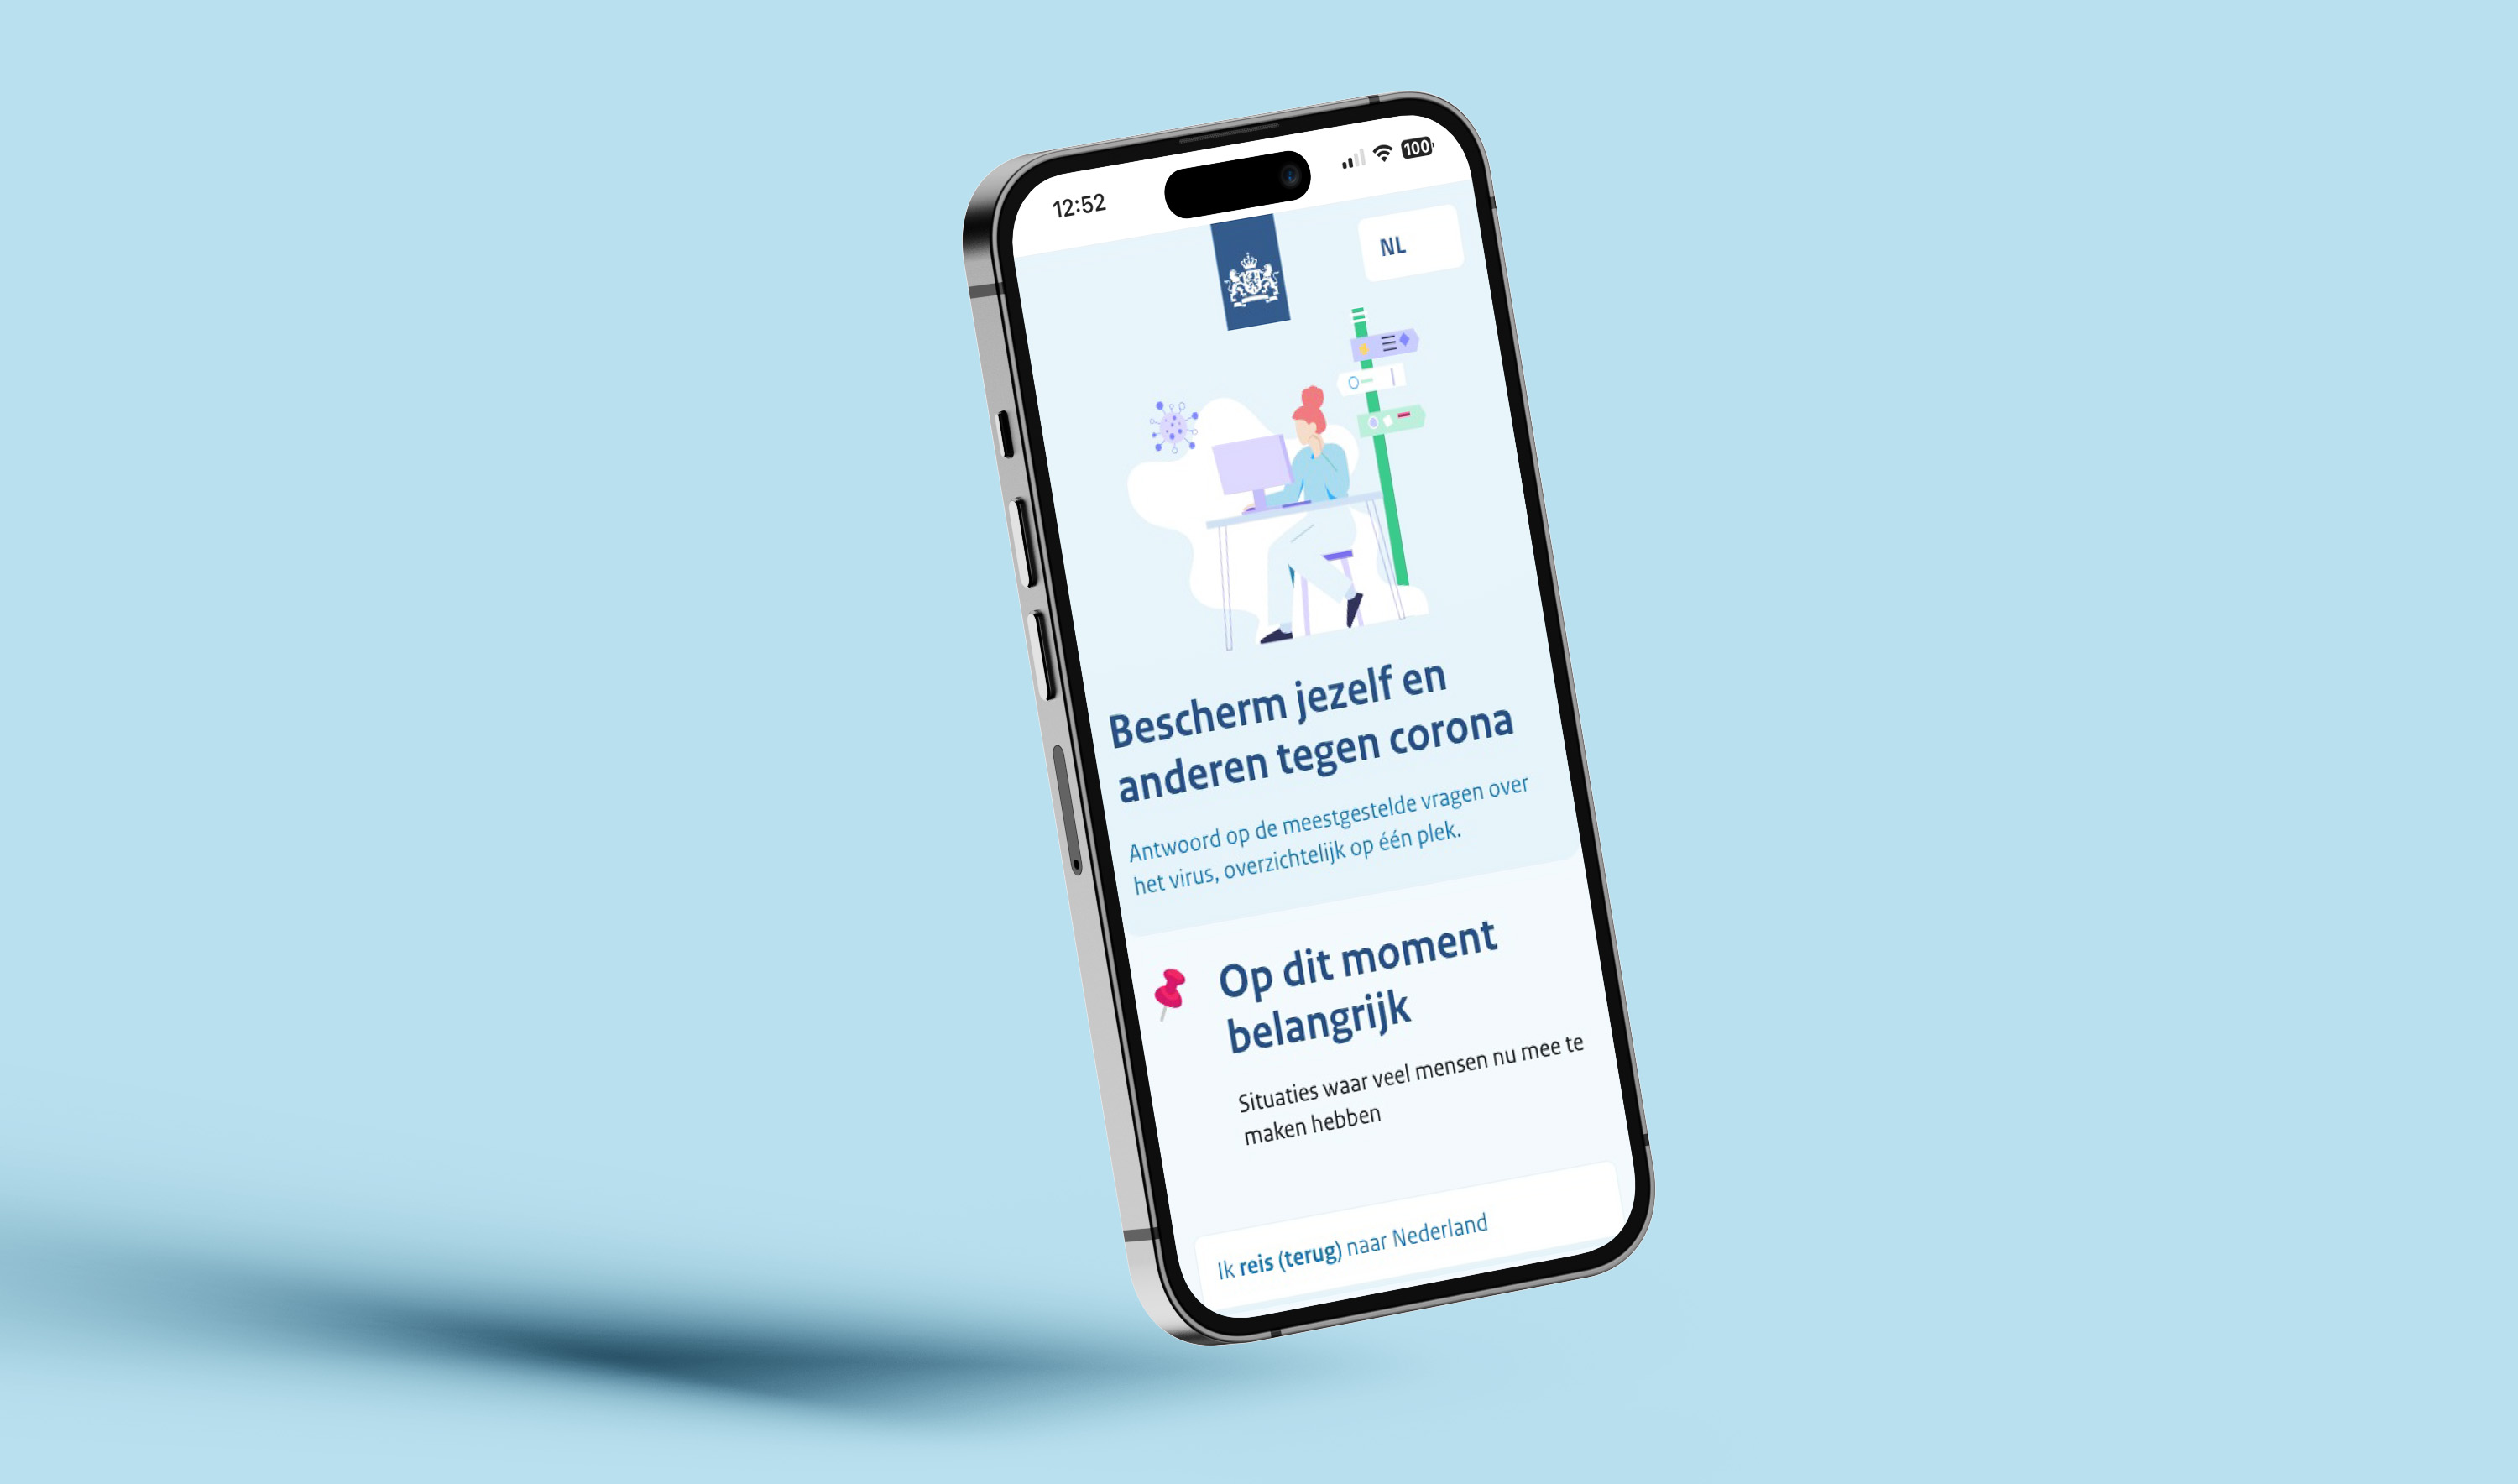 12:52
100
NL
Bescherm jezelf en
anderen tegen corona
Antwoord op de meestgestelde vragen over
het virus, overzichtelijk op één plek.
Op dit moment
belangrijk
Situaties waar veel mensen nu mee te
maken hebben
Ik reis (terug) naar Nederland